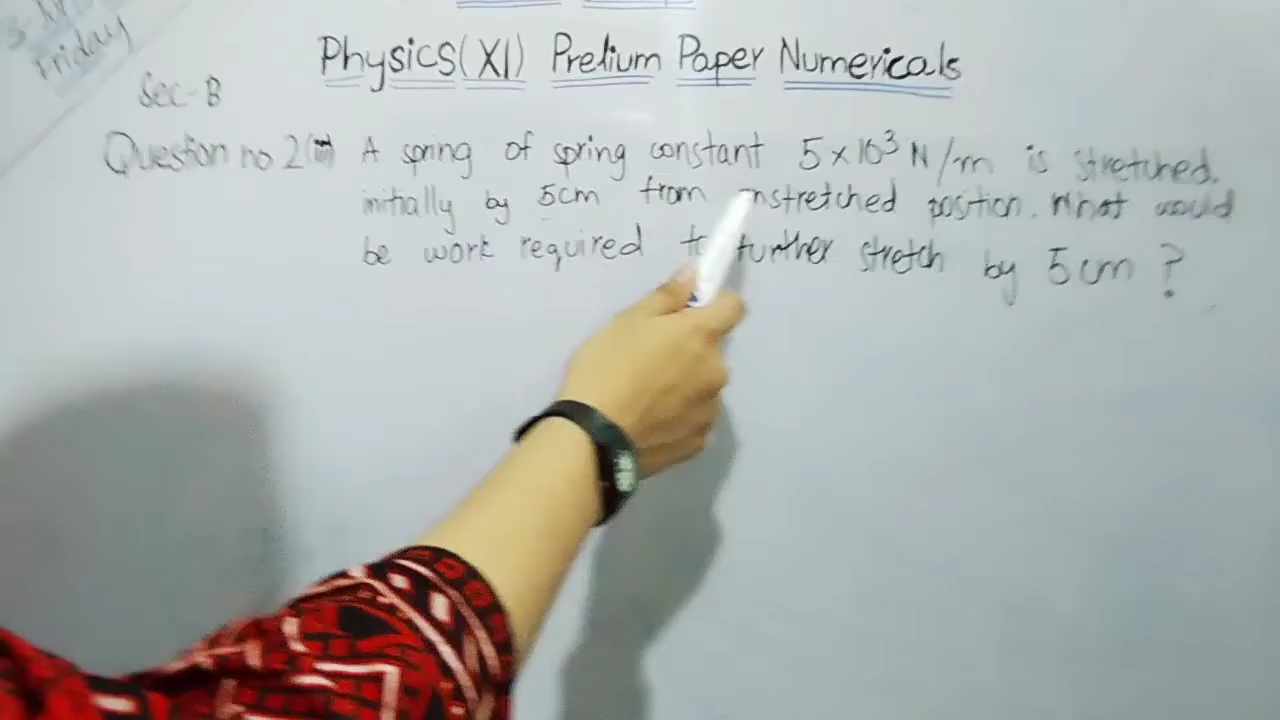 Friday
Physics(XI) Prelium Paper Numericals
Sec-B
Question no 2 A spring of spring constant 5×10³ N/m is stretched.
initially by 5cm from unstretched position. What would
be work required to further stretch by 5cm ?